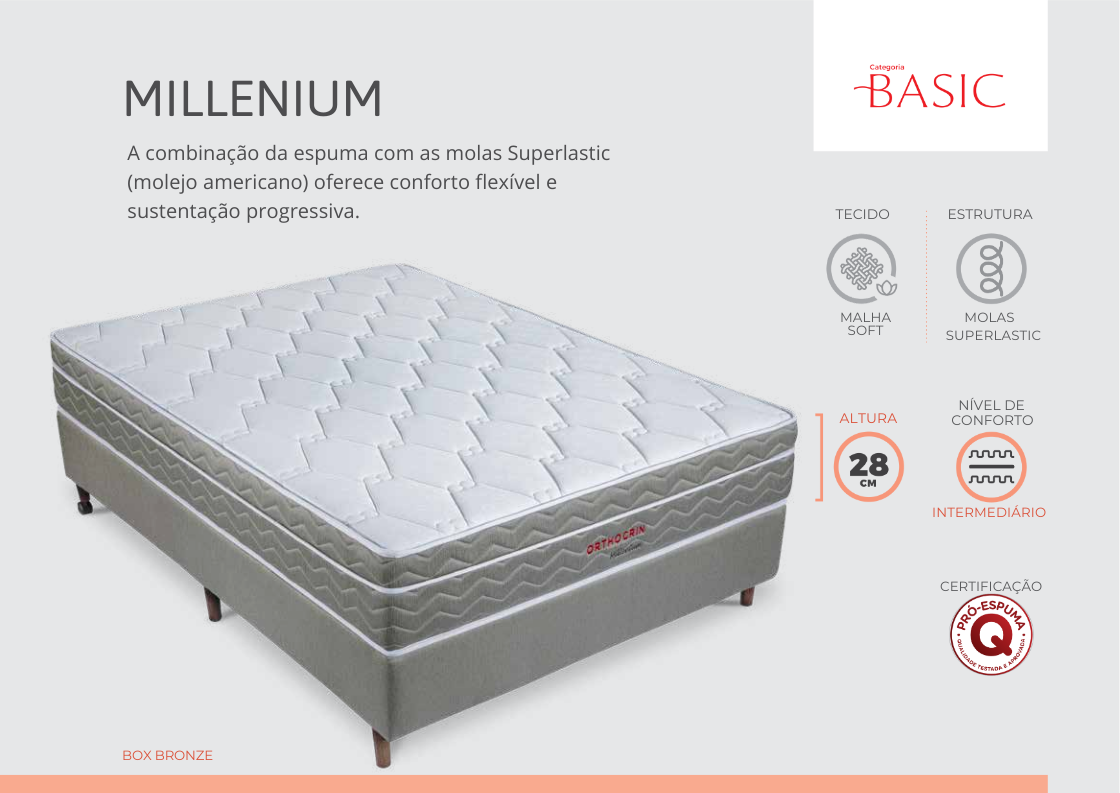 MILLENIUM
A combinação da espuma com as molas Superlastic
(molejo americano) oferece conforto flexível e
sustentação progressiva.
Categoria
BASIC
TECIDO
MALHA
SOFT
ESTRUTURA
MOLAS
SUPERLASTIC
ALTURA
28
CM
NÍVEL DE
CONFORTO
INTERMEDIÁRIO
CERTIFICAÇÃO
PRÓ-ESPUMA
Q
QUALIDADE TESTADA E APROVADA
ORTHOCRIN
BOX BRONZE